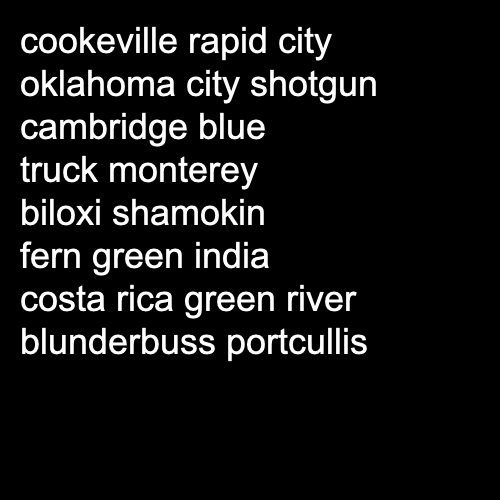 cookeville rapid city
oklahoma city shotgun
cambridge blue
truck monterey
biloxi shamokin
fern green india
costa rica green river
blunderbuss portcullis